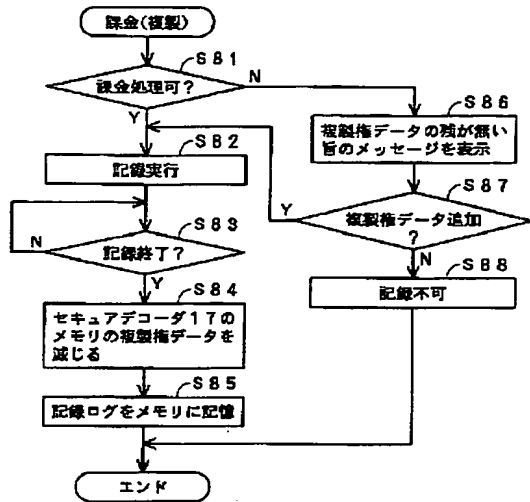 課金(複製)
S81
課金処理可?
N
Y
S82
記録実行
S83
記録終了?
N
Y
S84
セキュアデコーダ17の
メモリの複製権データを
減じる
S85
記録ログをメモリに記憶
エンド
S86
複製権データの残が無い
旨のメッセージを表示
S87
複製権データ追加
?
Y
N
S88
記録不可